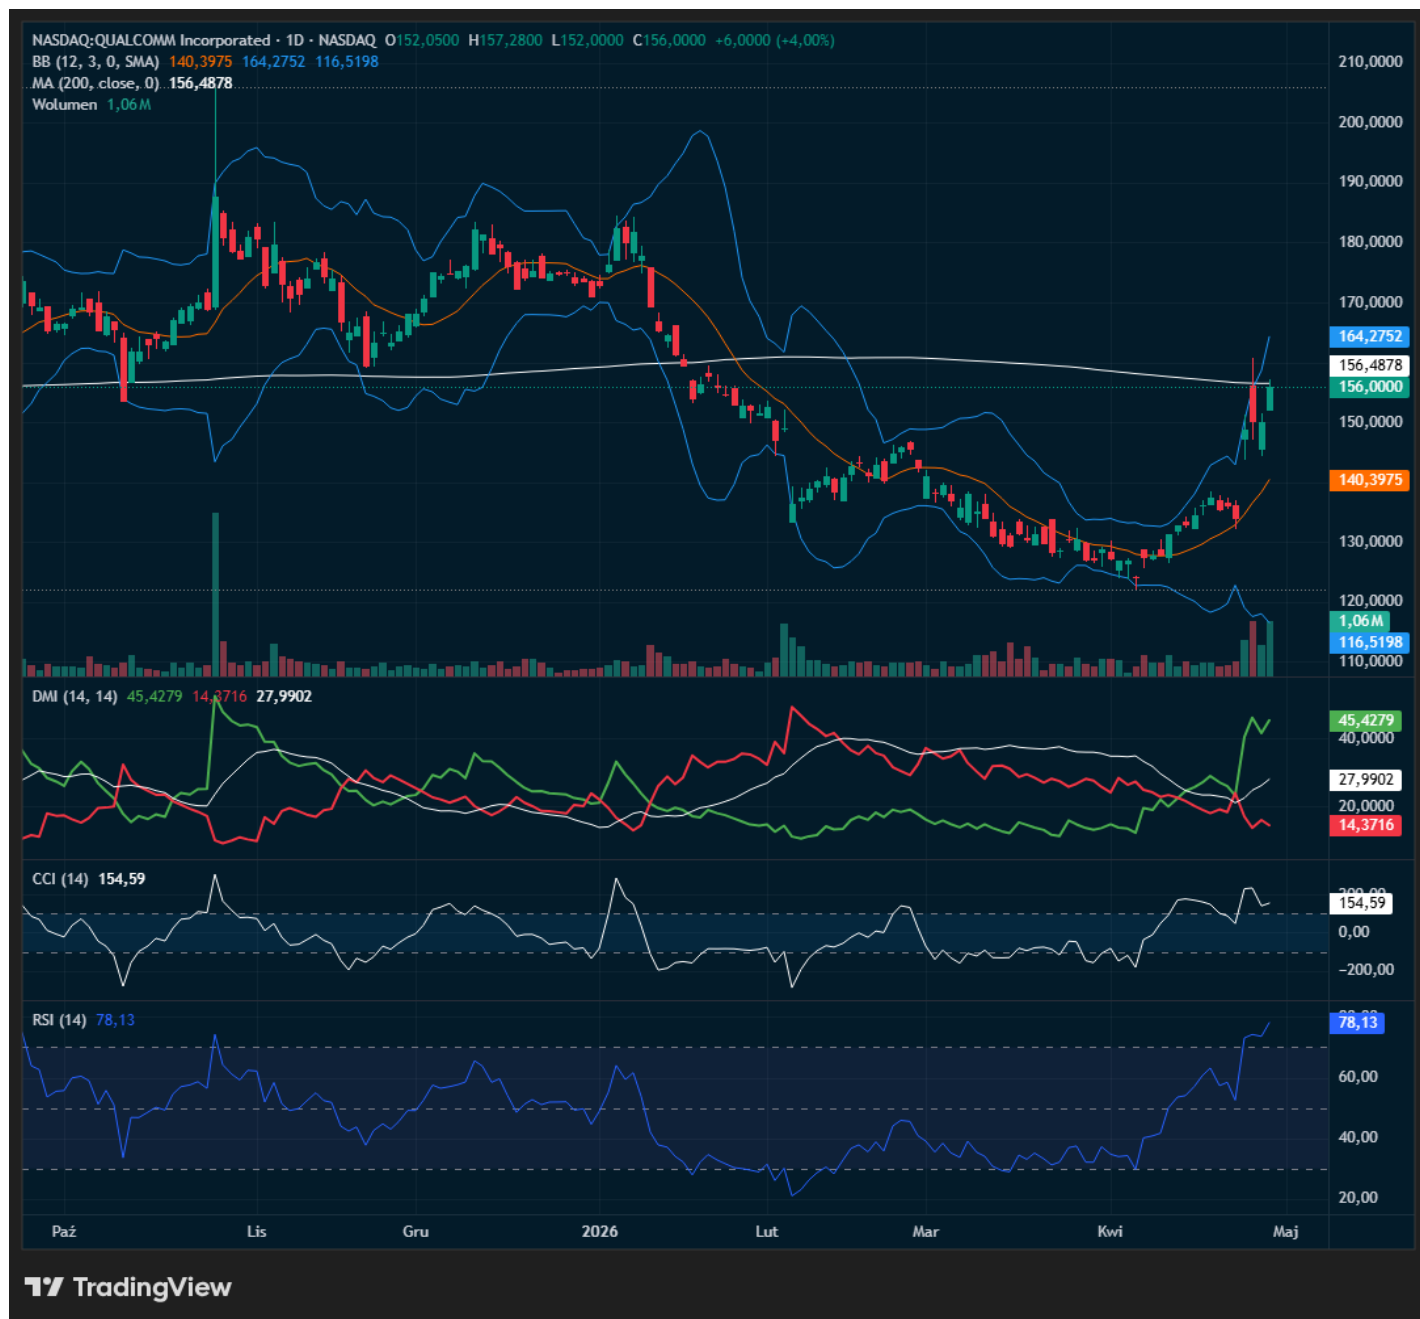 NASDAQ:QUALCOMM Incorporated · 1D · NASDAQ O152,0500 H157,2800 L152,0000 C156,0000 +6,0000 (+4,00%)
BB (12, 3, 0, SMA) 140,3975 164,2752 116,5198
MA (200, close, 0) 156,4878
Wolumen 1,06 M
210,0000
200,0000
190,0000
180,0000
170,0000
164,2752
156,4878
156,0000
150,0000
140,3975
130,0000
120,0000
1,06 M
116,5198
110,0000
DMI (14, 14) 45,4279 14,3716 27,9902
45,4279
40,0000
27,9902
20,0000
14,3716
CCI (14) 154,59
154,59
0,00
−200,00
RSI (14) 78,13
78,13
60,00
40,00
20,00
Paź Lis Gru 2026 Lut Mar Kwi Maj
TradingView